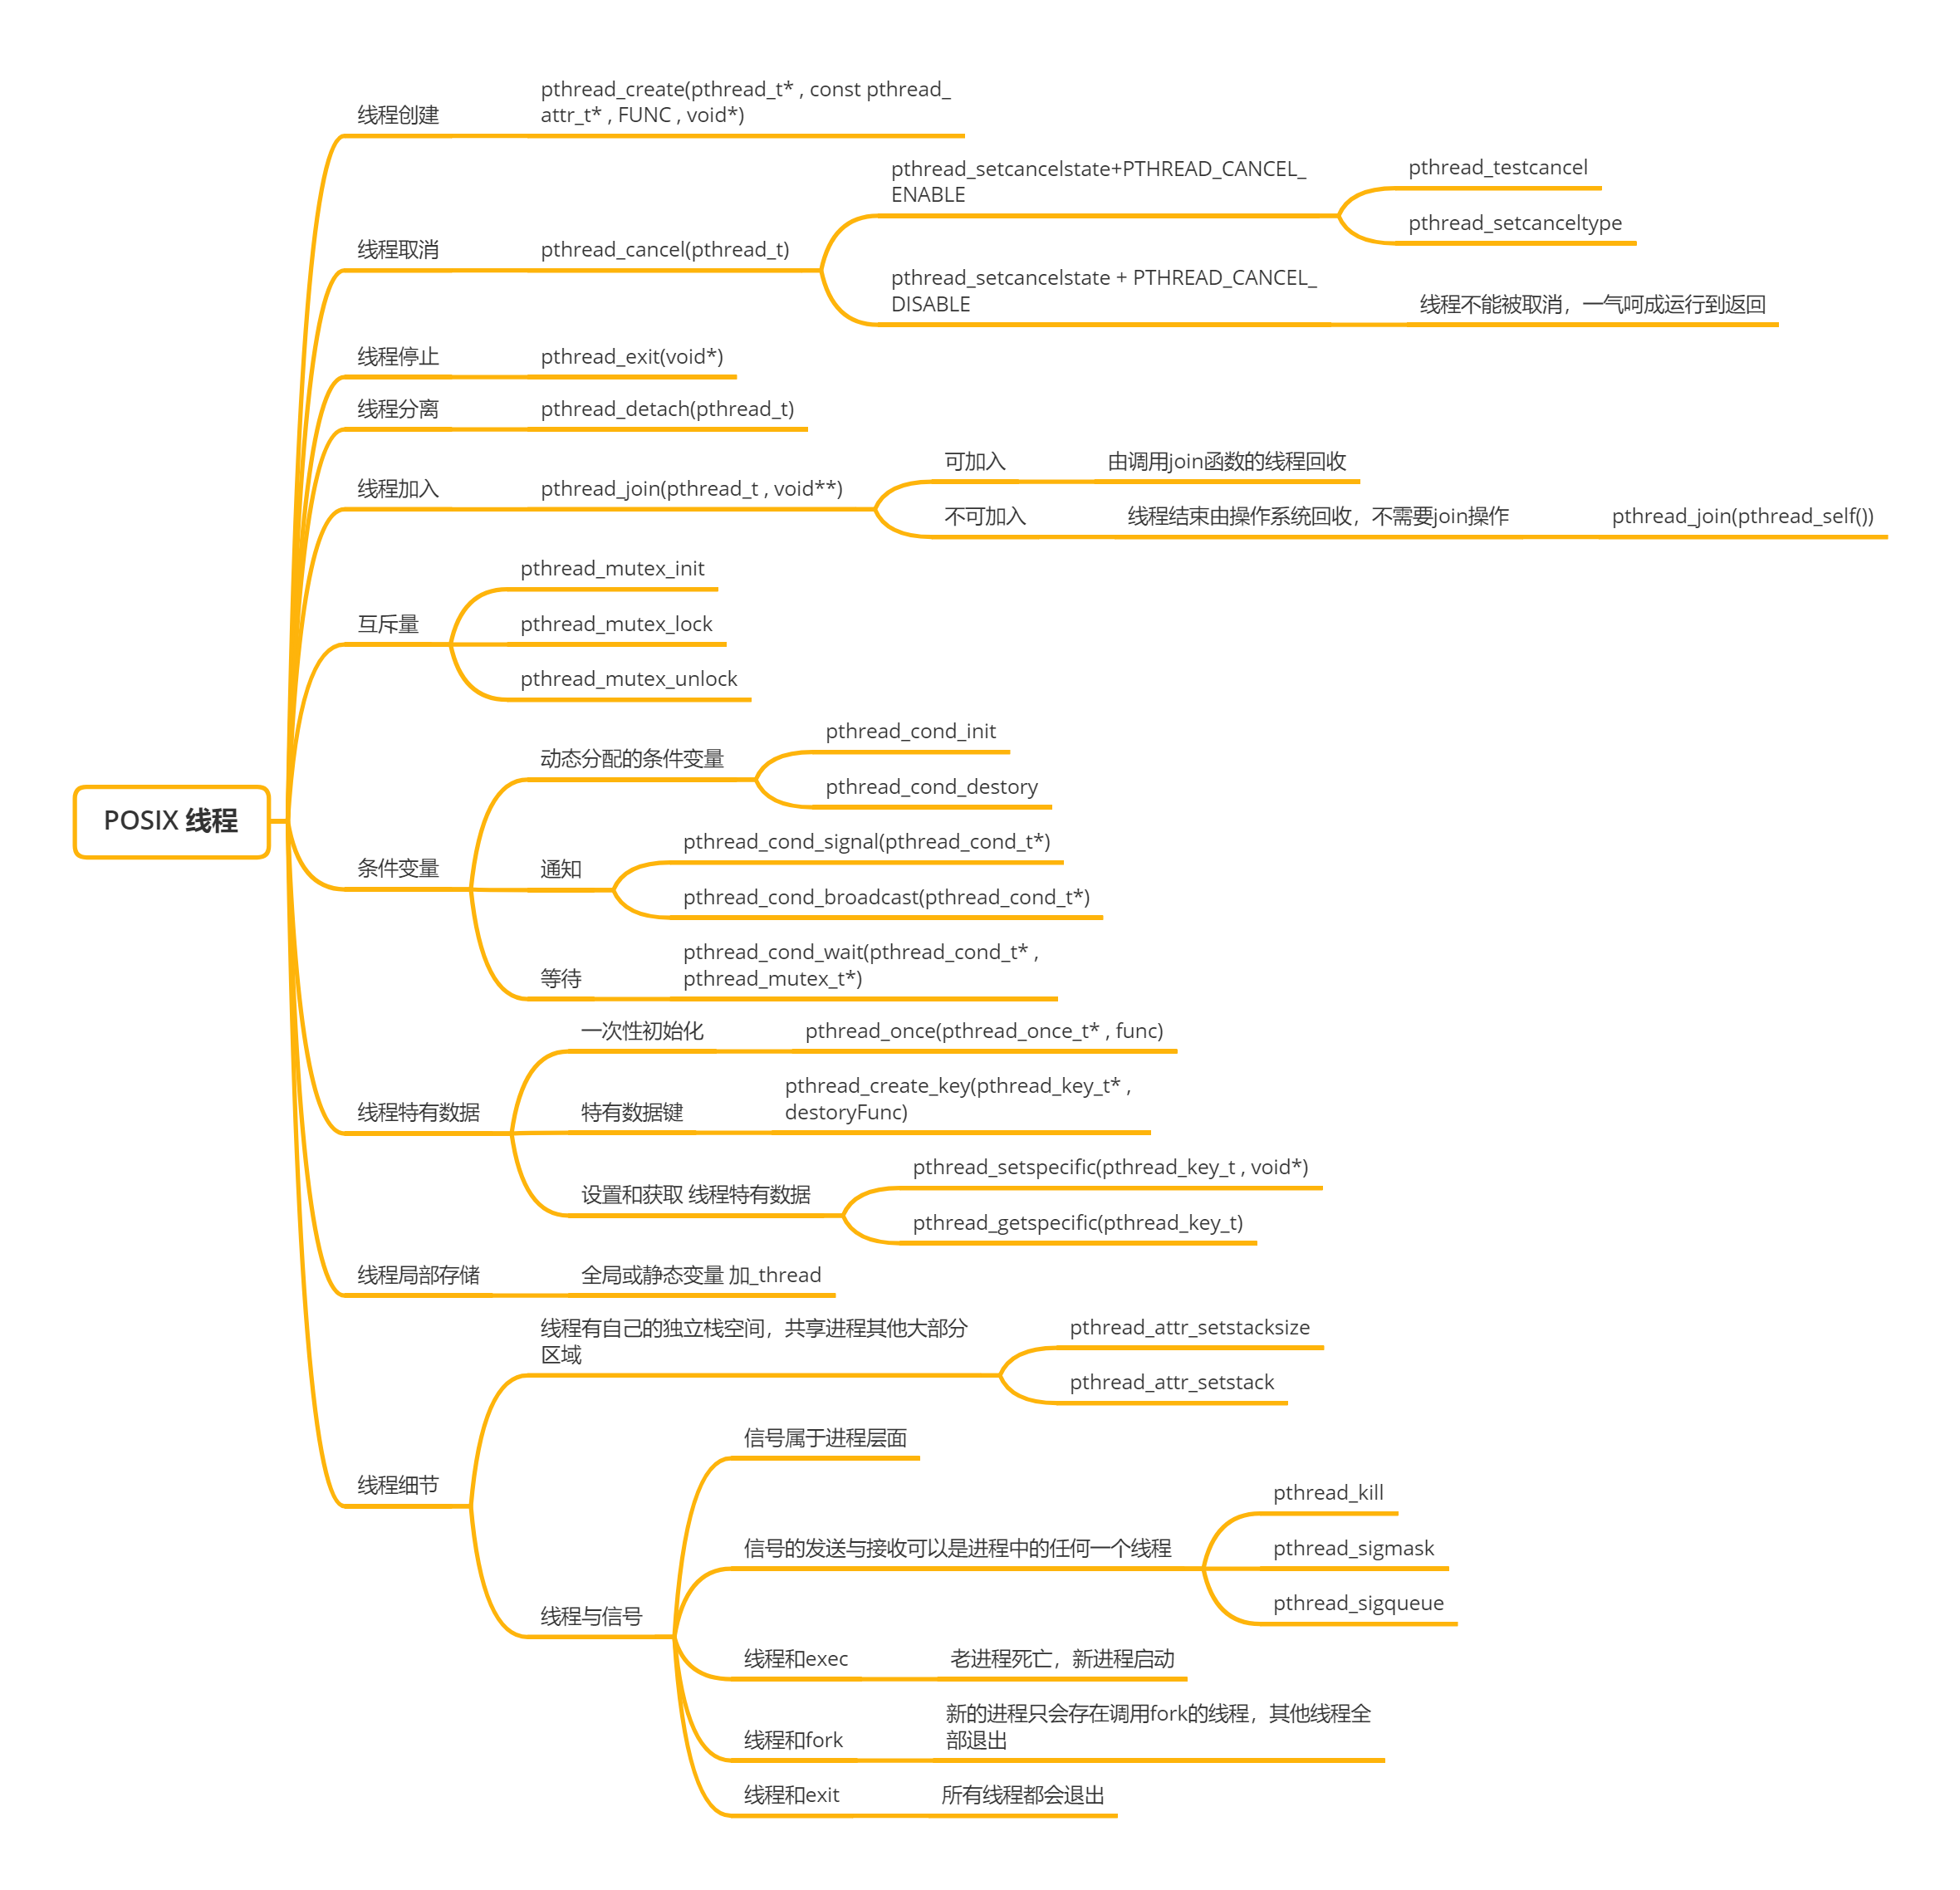 POSIX 线程
线程创建
pthread_create(pthread_t* , const pthread_
attr_t* , FUNC , void*)
线程取消
pthread_cancel(pthread_t)
pthread_setcancelstate+PTHREAD_CANCEL_
ENABLE
pthread_testcancel
pthread_setcanceltype
pthread_setcancelstate + PTHREAD_CANCEL_
DISABLE
线程不能被取消，一气呵成运行到返回
线程停止
pthread_exit(void*)
线程分离
pthread_detach(pthread_t)
线程加入
pthread_join(pthread_t , void**)
可加入
由调用join函数的线程回收
不可加入
线程结束由操作系统回收，不需要join操作
pthread_join(pthread_self())
互斥量
pthread_mutex_init
pthread_mutex_lock
pthread_mutex_unlock
条件变量
动态分配的条件变量
pthread_cond_init
pthread_cond_destory
通知
pthread_cond_signal(pthread_cond_t*)
pthread_cond_broadcast(pthread_cond_t*)
等待
pthread_cond_wait(pthread_cond_t* ,
pthread_mutex_t*)
线程特有数据
一次性初始化
pthread_once(pthread_once_t* , func)
特有数据键
pthread_create_key(pthread_key_t* ,
destoryFunc)
设置和获取 线程特有数据
pthread_setspecific(pthread_key_t , void*)
pthread_getspecific(pthread_key_t)
线程局部存储
全局或静态变量 加_thread
线程细节
线程有自己的独立栈空间，共享进程其他大部分
区域
pthread_attr_setstacksize
pthread_attr_setstack
线程与信号
信号属于进程层面
信号的发送与接收可以是进程中的任何一个线程
pthread_kill
pthread_sigmask
pthread_sigqueue
线程和exec
老进程死亡，新进程启动
线程和fork
新的进程只会存在调用fork的线程，其他线程全
部退出
线程和exit
所有线程都会退出